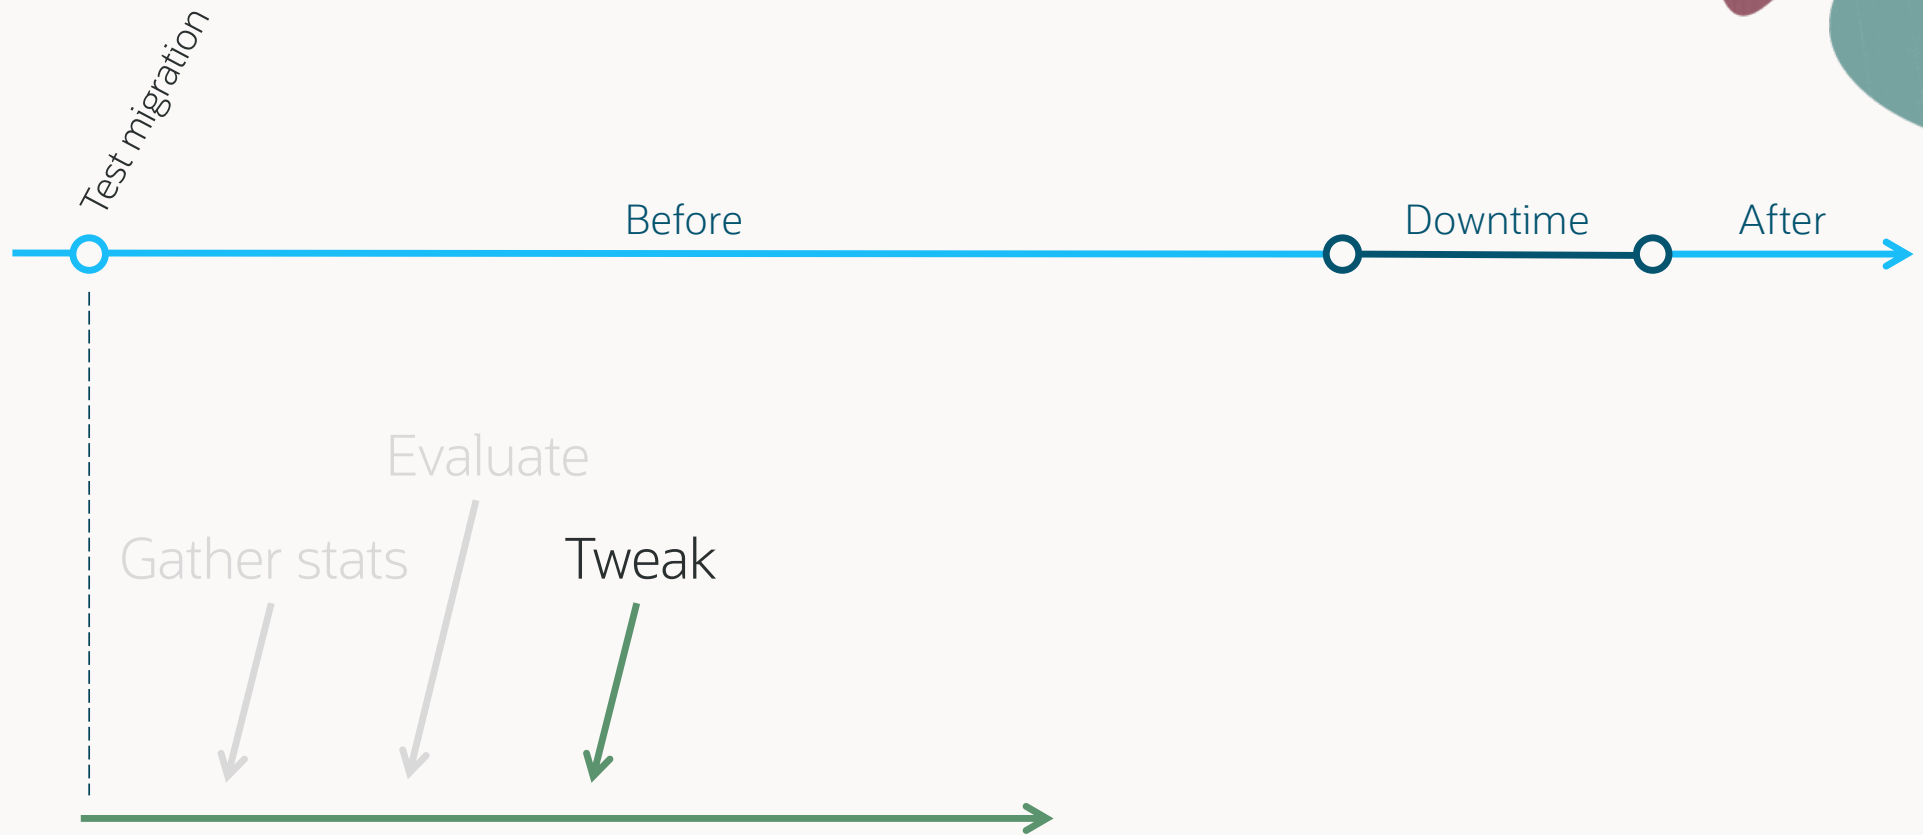 Test migration
Before
Downtime
After
Evaluate
Gather stats
Tweak